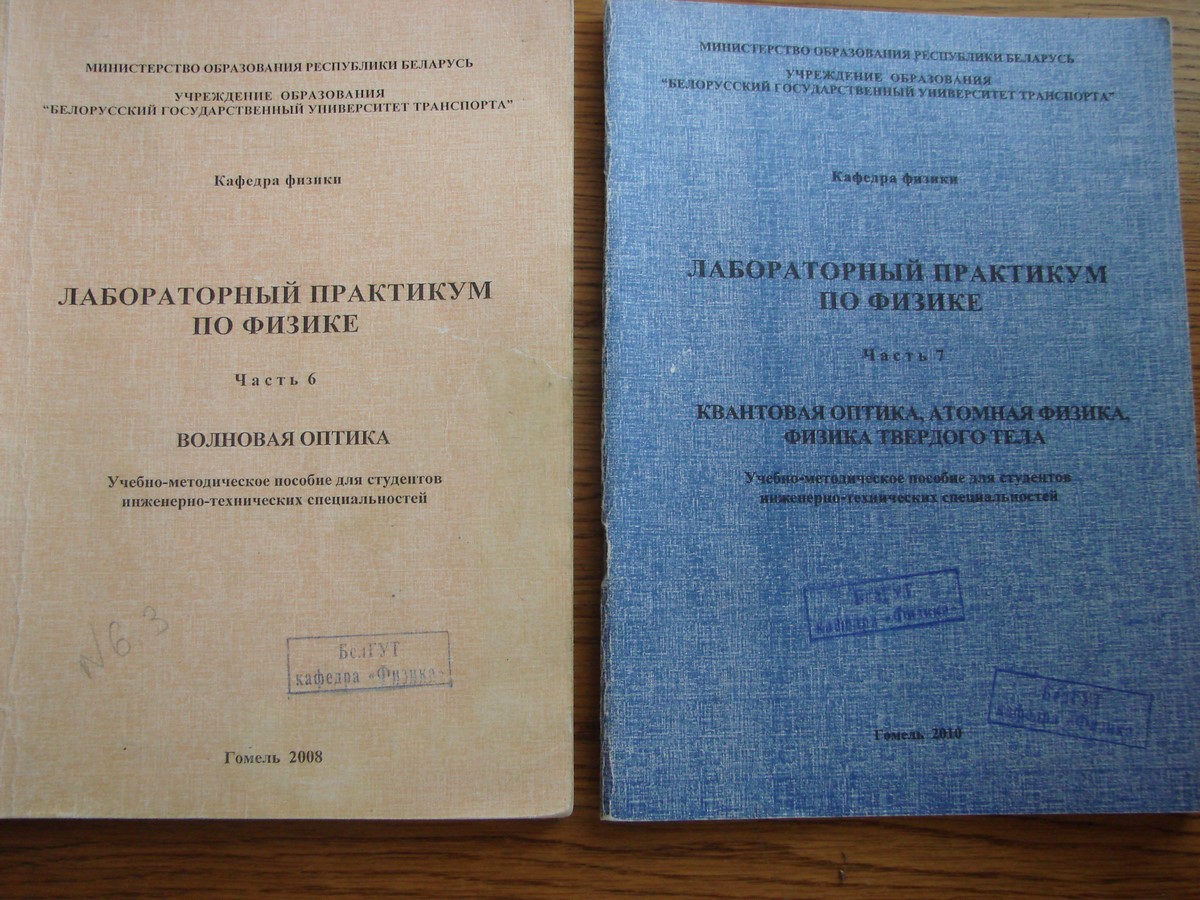 МИНИСТЕРСТВО ОБРАЗОВАНИЯ РЕСПУБЛИКИ БЕЛАРУСЬ
УЧРЕЖДЕНИЕ ОБРАЗОВАНИЯ
“БЕЛОРУССКИЙ ГОСУДАРСТВЕННЫЙ УНИВЕРСИТЕТ ТРАНСПОРТА”
Кафедра физики
ЛАБОРАТОРНЫЙ ПРАКТИКУМ
ПО ФИЗИКЕ
Часть 6
ВОЛНОВАЯ ОПТИКА
Учебно-методическое пособие для студентов
инженерно-технических специальностей
N6.3
БелГУТ
кафедра «Физика»
Гомель 2008
МИНИСТЕРСТВО ОБРАЗОВАНИЯ РЕСПУБЛИКИ БЕЛАРУСЬ
УЧРЕЖДЕНИЕ ОБРАЗОВАНИЯ
“БЕЛОРУССКИЙ ГОСУДАРСТВЕННЫЙ УНИВЕРСИТЕТ ТРАНСПОРТА”
Кафедра физики
ЛАБОРАТОРНЫЙ ПРАКТИКУМ
ПО ФИЗИКЕ
Часть 7
КВАНТОВАЯ ОПТИКА, АТОМНАЯ ФИЗИКА,
ФИЗИКА ТВЕРДОГО ТЕЛА
Учебно-методическое пособие для студентов
инженерно-технических специальностей
БелГУТ
кафедра «Физика»
БелГУТ
кафедра «Физика»
Гомель 2010